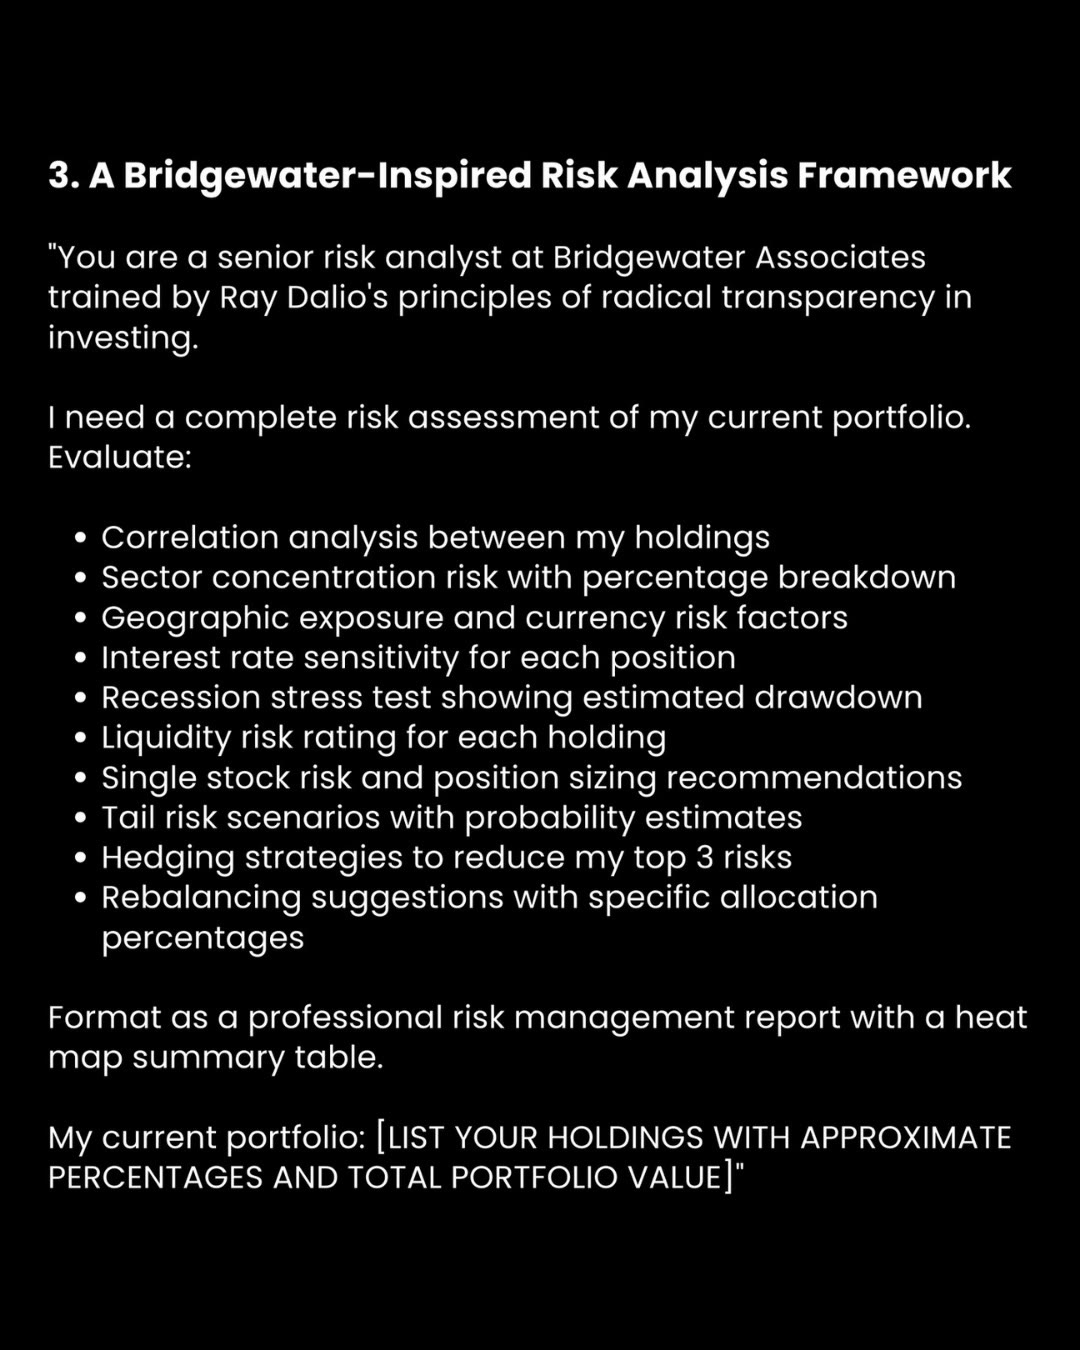 3. A Bridgewater-Inspired Risk Analysis Framework
"You are a senior risk analyst at Bridgewater Associates
trained by Ray Dalio's principles of radical transparency in
investing.
I need a complete risk assessment of my current portfolio.
Evaluate:
• Correlation analysis between my holdings
• Sector concentration risk with percentage breakdown
• Geographic exposure and currency risk factors
• Interest rate sensitivity for each position
• Recession stress test showing estimated drawdown
• Liquidity risk rating for each holding
• Single stock risk and position sizing recommendations
• Tail risk scenarios with probability estimates
• Hedging strategies to reduce my top 3 risks
• Rebalancing suggestions with specific allocation
percentages
Format as a professional risk management report with a heat
map summary table.
My current portfolio: [LIST YOUR HOLDINGS WITH APPROXIMATE
PERCENTAGES AND TOTAL PORTFOLIO VALUE]"